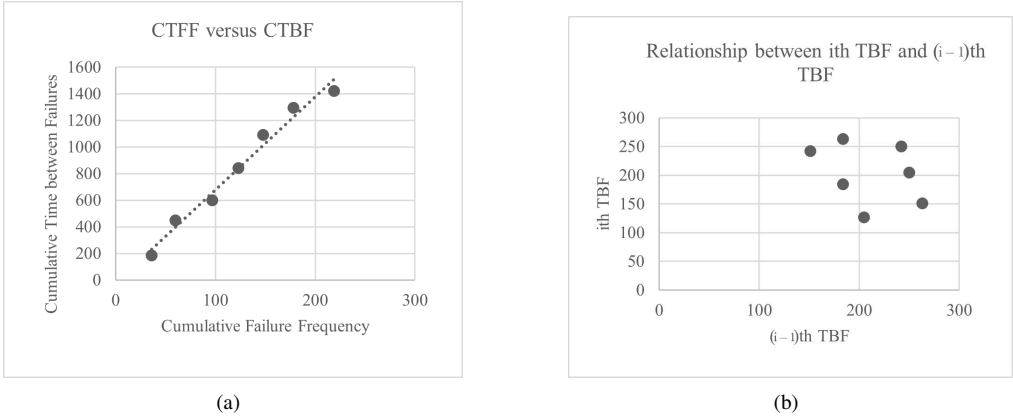 CTFF versus CTBF
Cumulative Time between Failures
1600
1400
1200
1000
800
600
400
200
0
0 100 200 300
Cumulative Failure Frequency
(a)
Relationship between ith TBF and (i – 1)th
TBF
ith TBF
300
250
200
150
100
50
0
0 100 200 300
(i – 1)th TBF
(b)